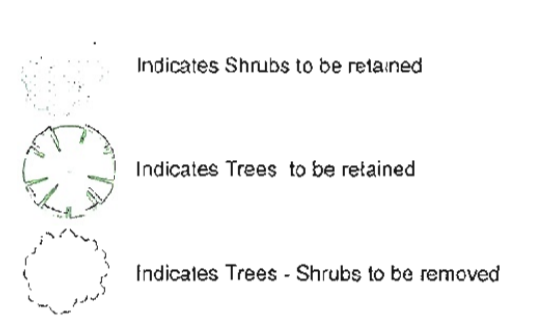 Indicates Shrubs to be retained
Indicates Trees to be retained
Indicates Trees - Shrubs to be removed